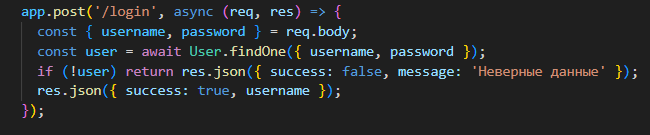 app.post('/login', async (req, res) => {
  const { username, password } = req.body;
  const user = await User.findOne({ username, password });
  if (!user) return res.json({ success: false, message: 'Неверные данные' });
  res.json({ success: true, username });
});